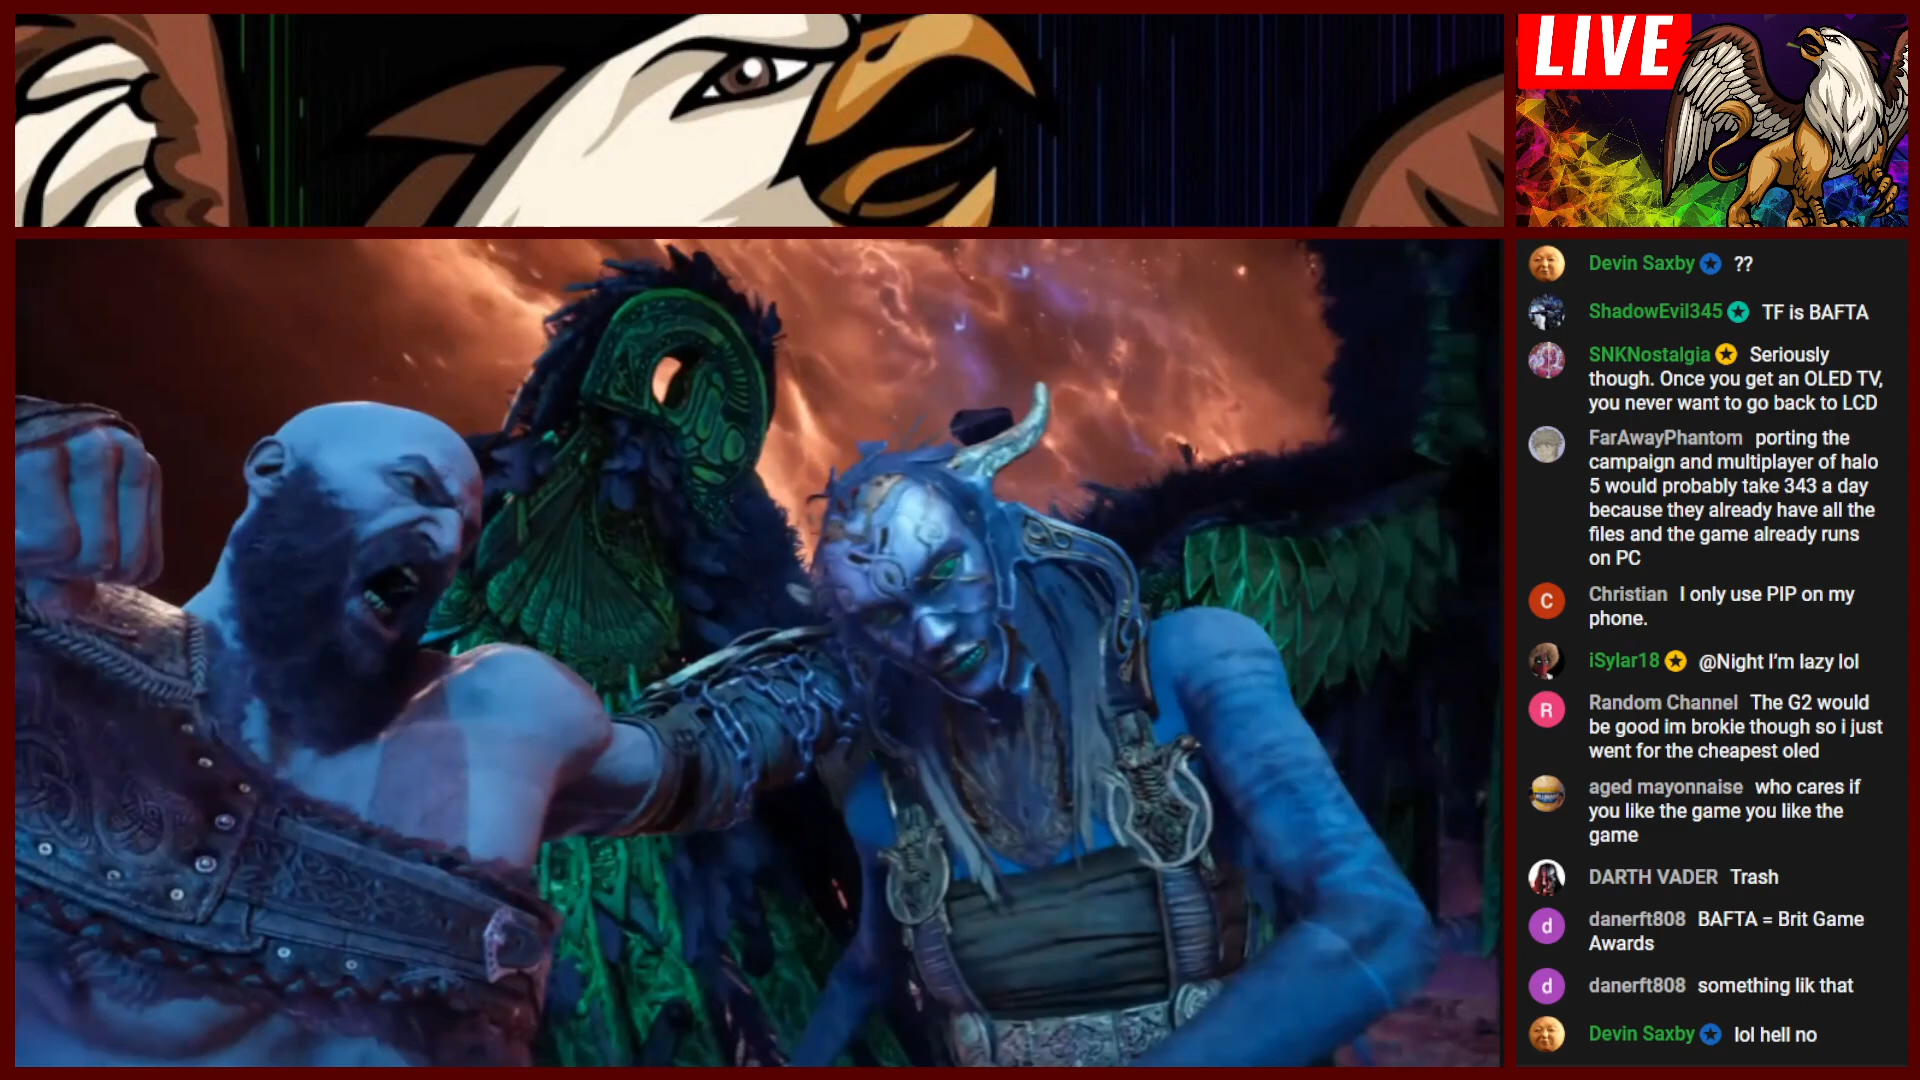 LIVE
Devin Saxby ??
ShadowEvil345 TF is BAFTA
SNKNostalgia Seriously
though. Once you get an OLED TV,
you never want to go back to LCD
FarAwayPhantom porting the
campaign and multiplayer of halo
5 would probably take 343 a day
because they already have all the
files and the game already runs
on PC
C Christian I only use PIP on my
phone.
iSylar18 @Night I'm lazy lol
R Random Channel The G2 would
be good im brokie though so i just
went for the cheapest oled
aged mayonnaise who cares if
you like the game you like the
game
DARTH VADER Trash
d danerft808 BAFTA = Brit Game
Awards
d danerft808 something lik that
Devin Saxby lol hell no